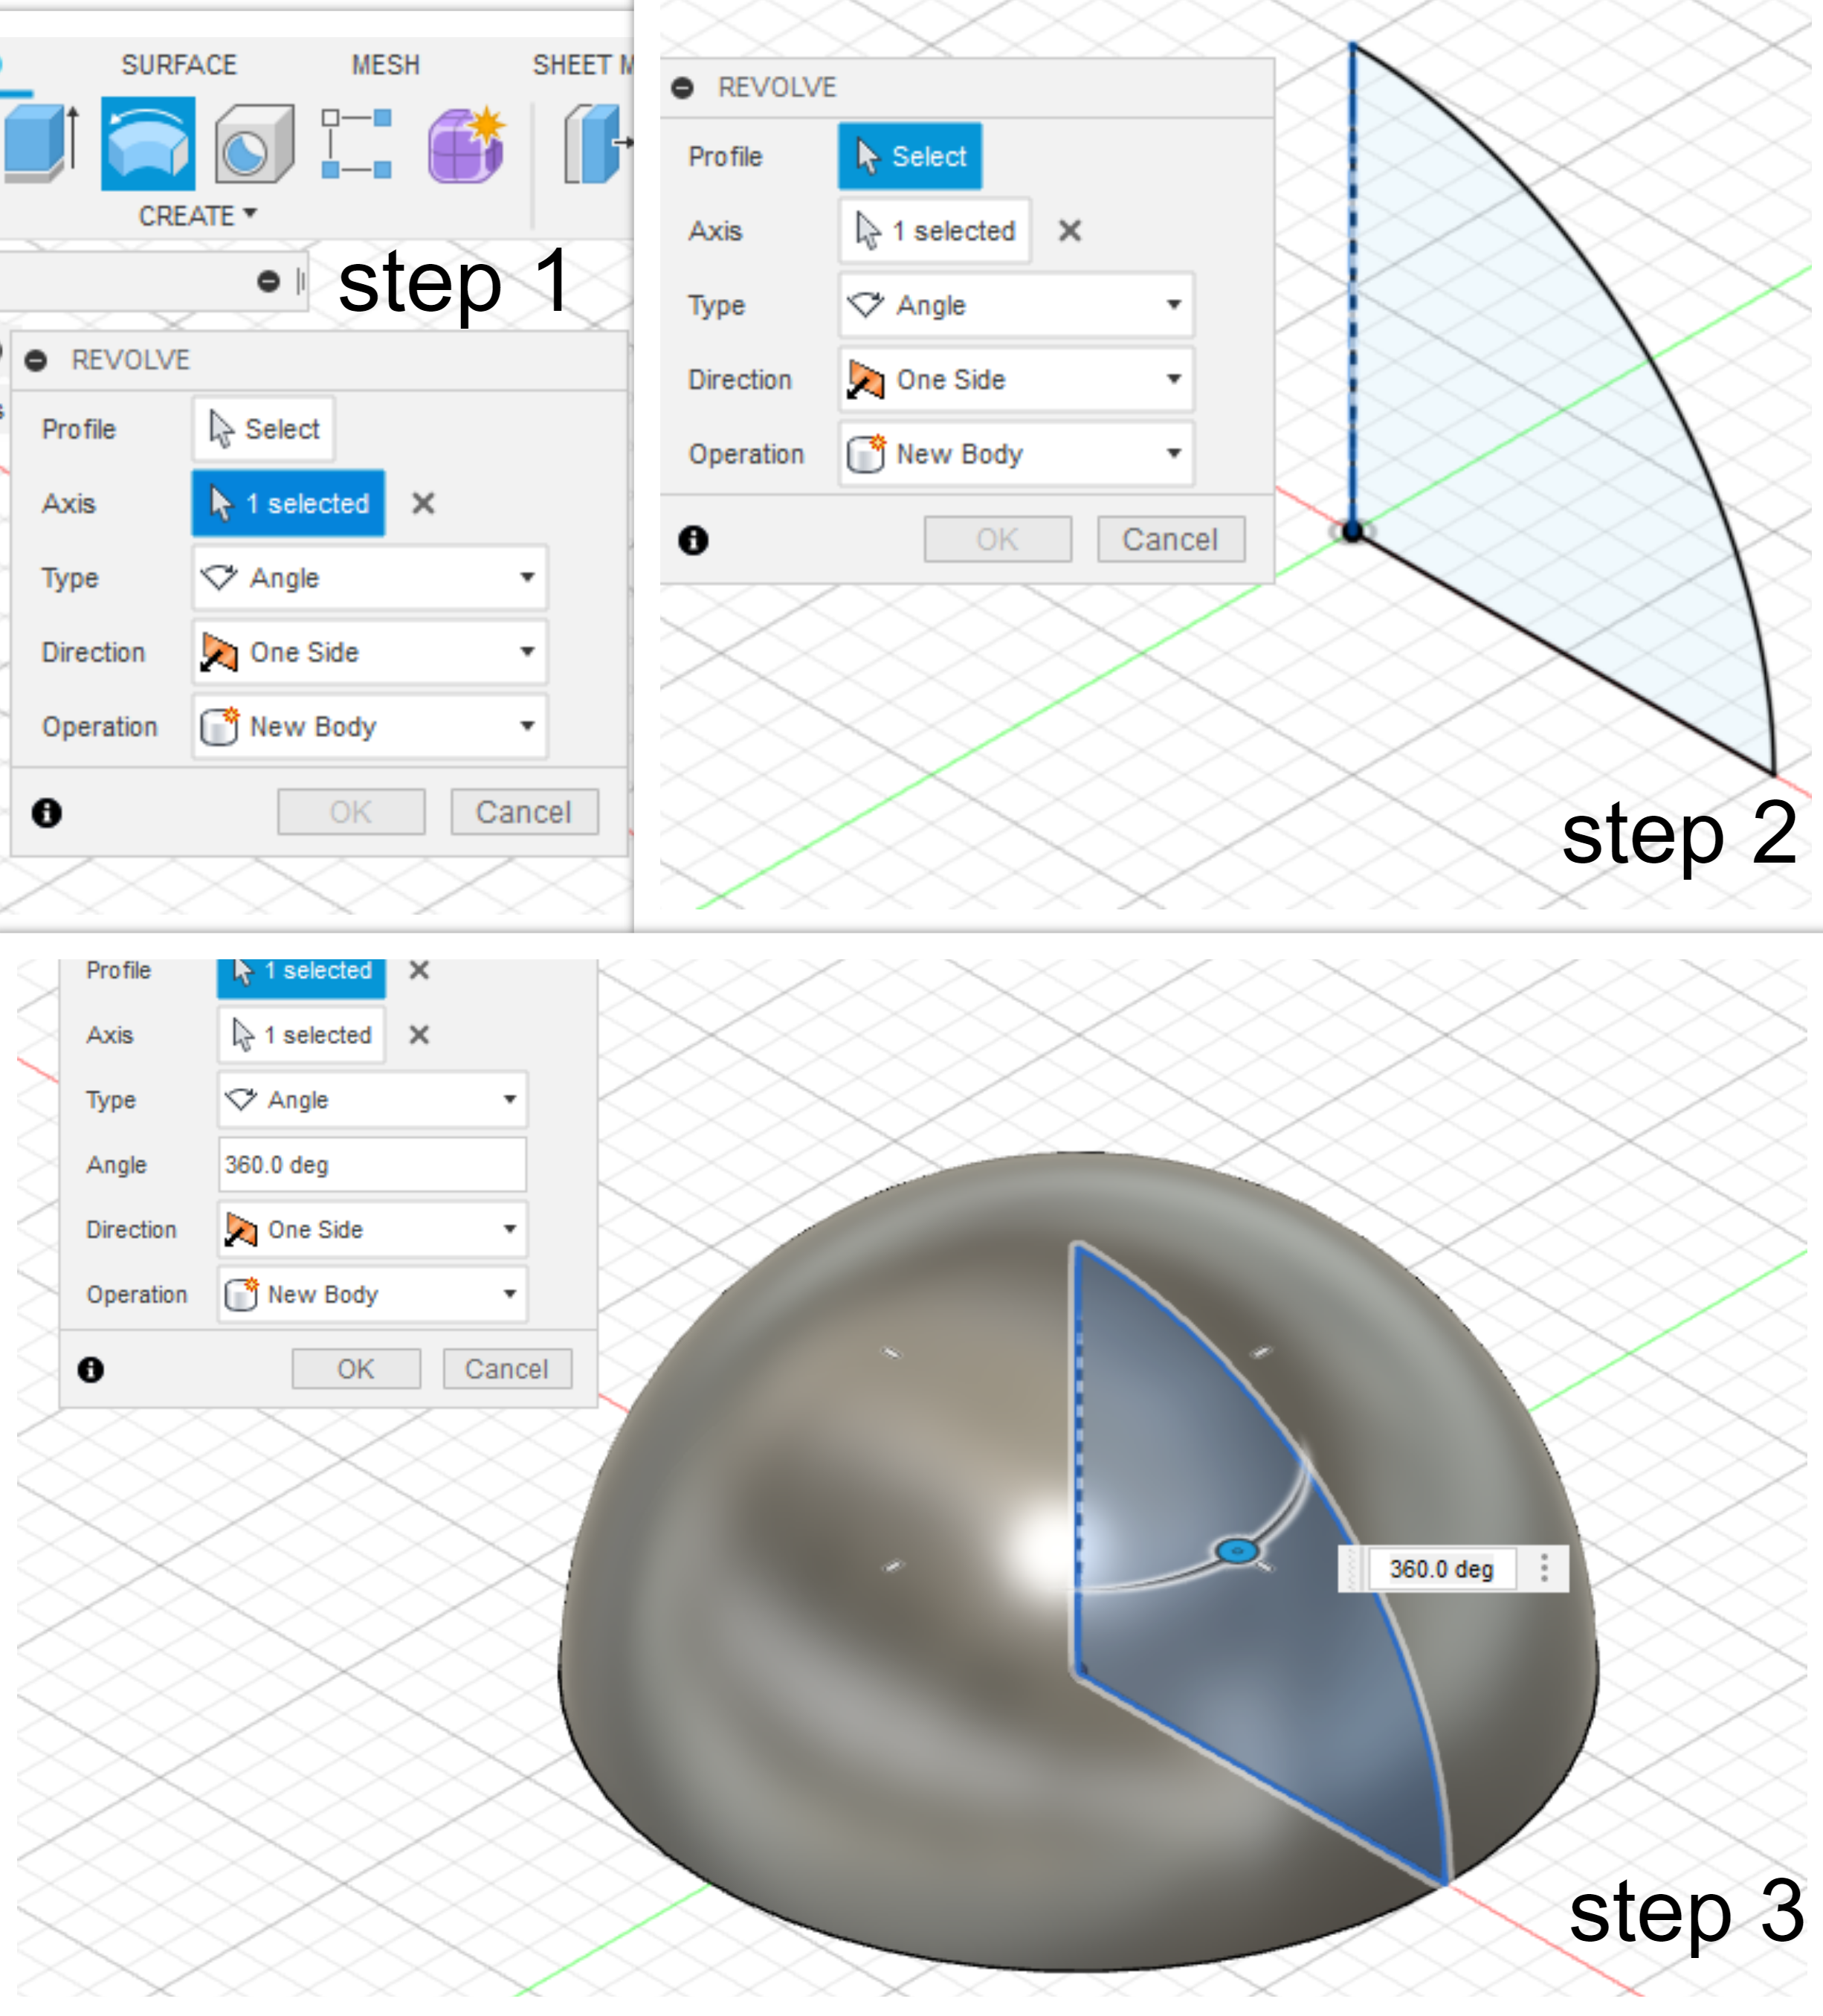 SURFACE MESH SHEET M
CREATE
step 1
REVOLVE
Profile Select
Axis 1 selected
Type Angle
Direction One Side
Operation New Body
OK Cancel
REVOLVE
Profile Select
Axis 1 selected
Type Angle
Direction One Side
Operation New Body
OK Cancel
step 2
Profile 1 selected
Axis 1 selected
Type Angle
Angle 360.0 deg
Direction One Side
Operation New Body
OK Cancel
360.0 deg
step 3